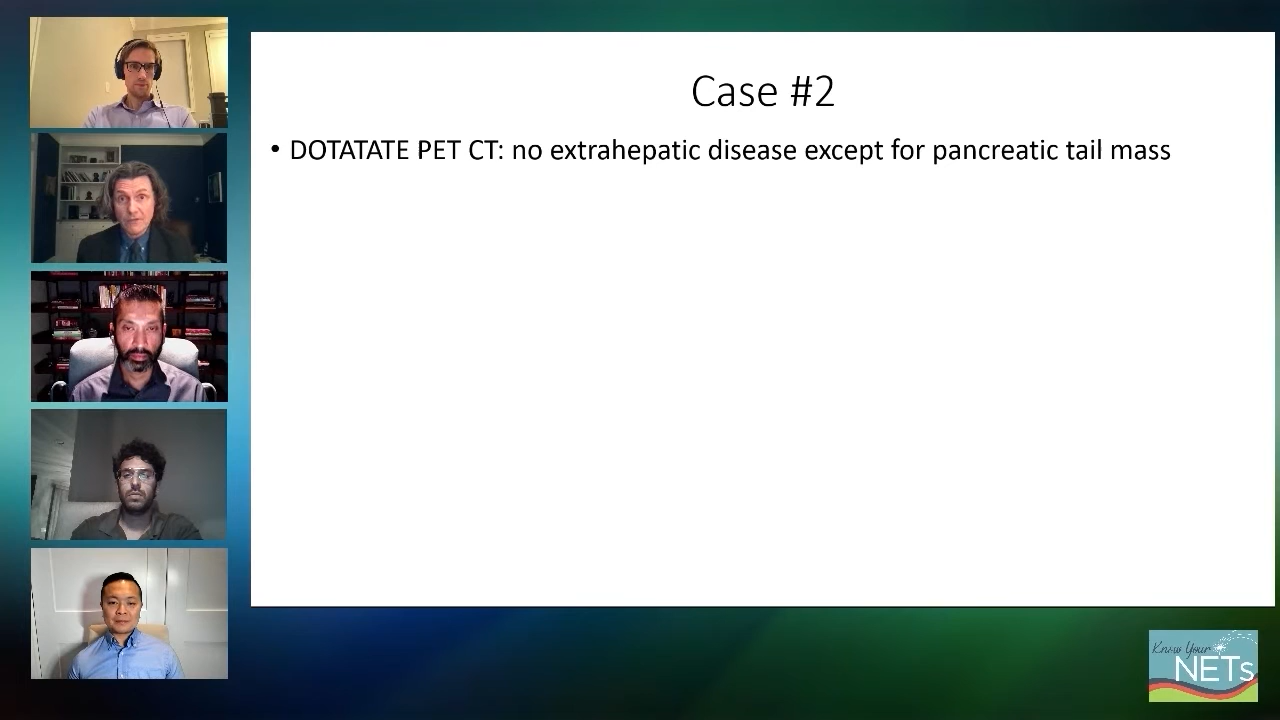 Case #2
• DOTATATE PET CT: no extrahepatic disease except for pancreatic tail mass
Know Your
NETs